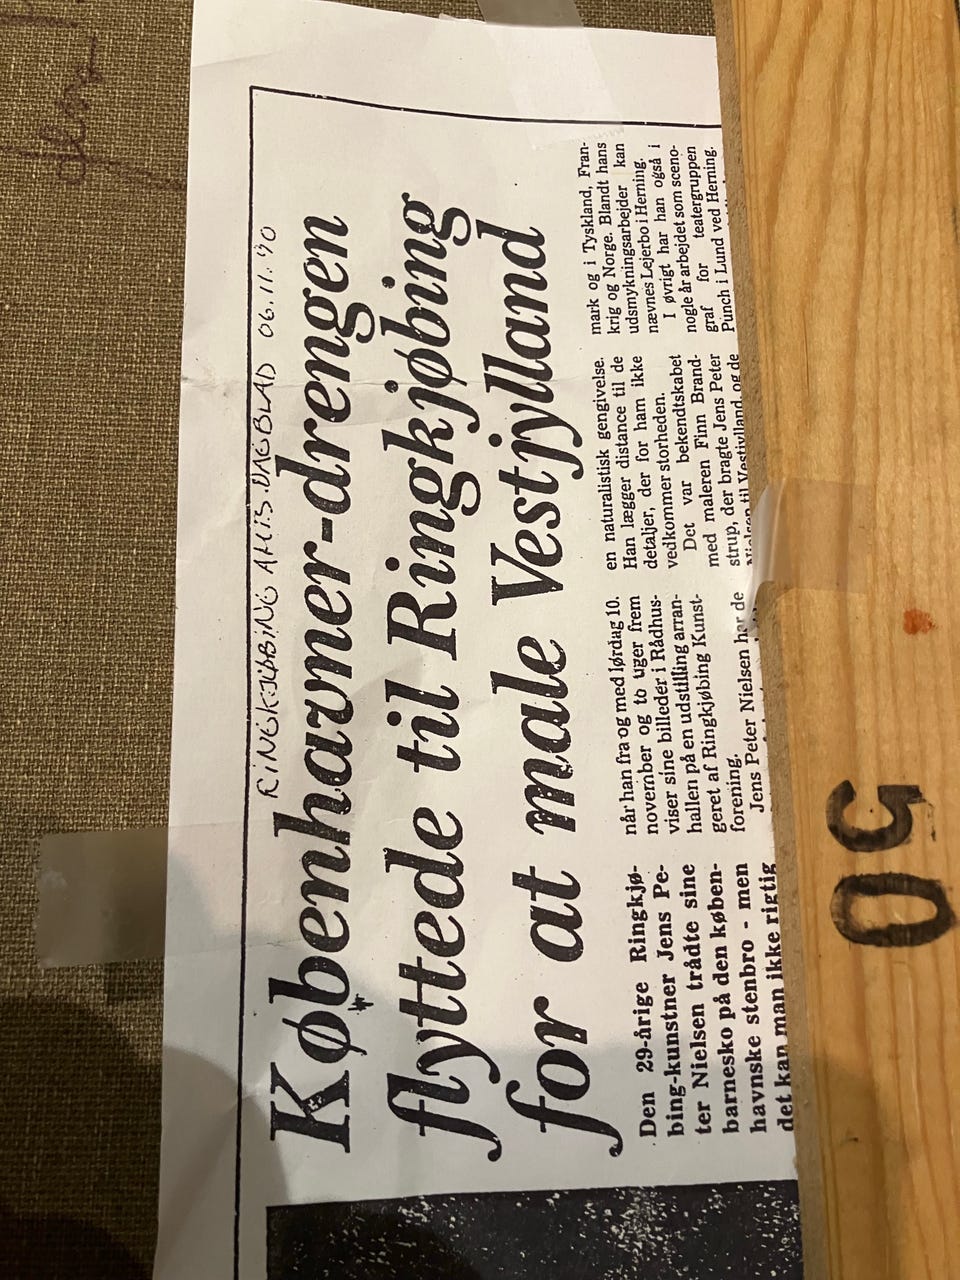 RINGKJØBING AMTS DAGBLAD 06.11.90
Københavner-drengen
flyttede til Ringkjøbing
for at male Vestjylland
Den 29-årige Ringkjø-
bing-kunstner Jens Pe-
ter Nielsen trådte sine
barnesko på den køben-
havnske stenbro - men
det kan man ikke rigtig
når han fra og med lørdag 10.
november og to uger frem
viser sine billeder i Rådhus-
hallen på en udstilling arran-
geret af Ringkjøbing Kunst-
forening.
Jens Peter Nielsen har de
en naturalistisk gengivelse.
Han lægger distance til de
detaljer, der for ham ikke
vedkommer storheden.
Det var bekendtskabet
med maleren Finn Brand-
strup, der bragte Jens Peter
Nielsen til Vestjylland, og de
mark og i Tyskland, Fran-
krig og Norge. Blandt hans
udsmykningsarbejder kan
nævnes Lejerbo i Herning.
I øvrigt har han også i
nogle år arbejdet som sceno-
graf for teatergruppen
Punch i Lund ved Herning.
50